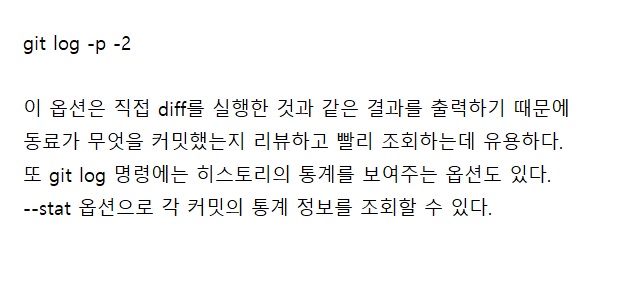 git log -p -2
이 옵션은 직접 diff를 실행한 것과 같은 결과를 출력하기 때문에
동료가 무엇을 커밋했는지 리뷰하고 빨리 조회하는데 유용하다.
또 git log 명령에는 히스토리의 통계를 보여주는 옵션도 있다.
--stat 옵션으로 각 커밋의 통계 정보를 조회할 수 있다.